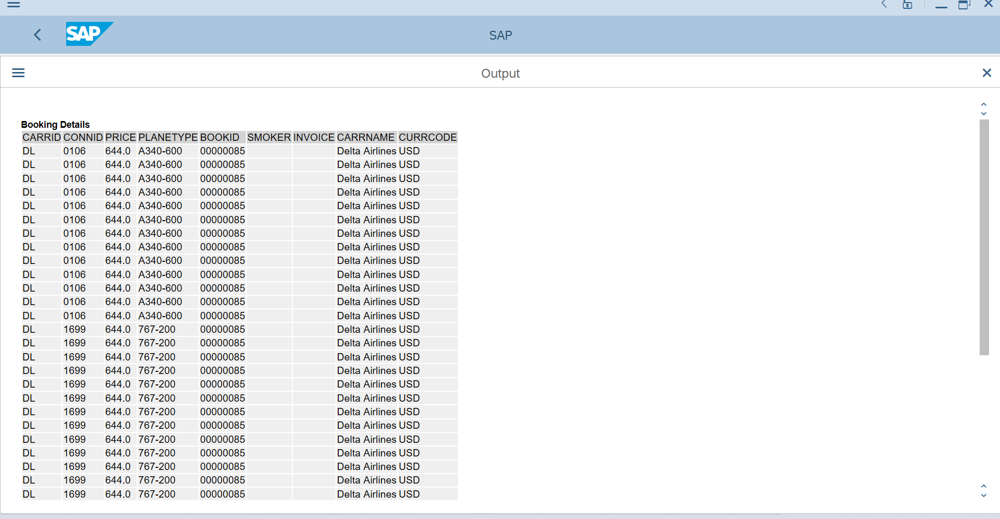 SAP
SAP
Output
Booking Details
CARRID CONNID PRICE PLANETYPE BOOKID SMOKER INVOICE CARRNAME CURRCODE
DL 0106 644.0 A340-600 00000085 Delta Airlines USD
DL 0106 644.0 A340-600 00000085 Delta Airlines USD
DL 0106 644.0 A340-600 00000085 Delta Airlines USD
DL 0106 644.0 A340-600 00000085 Delta Airlines USD
DL 0106 644.0 A340-600 00000085 Delta Airlines USD
DL 0106 644.0 A340-600 00000085 Delta Airlines USD
DL 0106 644.0 A340-600 00000085 Delta Airlines USD
DL 0106 644.0 A340-600 00000085 Delta Airlines USD
DL 0106 644.0 A340-600 00000085 Delta Airlines USD
DL 0106 644.0 A340-600 00000085 Delta Airlines USD
DL 0106 644.0 A340-600 00000085 Delta Airlines USD
DL 0106 644.0 A340-600 00000085 Delta Airlines USD
DL 0106 644.0 A340-600 00000085 Delta Airlines USD
DL 1699 644.0 767-200 00000085 Delta Airlines USD
DL 1699 644.0 767-200 00000085 Delta Airlines USD
DL 1699 644.0 767-200 00000085 Delta Airlines USD
DL 1699 644.0 767-200 00000085 Delta Airlines USD
DL 1699 644.0 767-200 00000085 Delta Airlines USD
DL 1699 644.0 767-200 00000085 Delta Airlines USD
DL 1699 644.0 767-200 00000085 Delta Airlines USD
DL 1699 644.0 767-200 00000085 Delta Airlines USD
DL 1699 644.0 767-200 00000085 Delta Airlines USD
DL 1699 644.0 767-200 00000085 Delta Airlines USD
DL 1699 644.0 767-200 00000085 Delta Airlines USD
DL 1699 644.0 767-200 00000085 Delta Airlines USD
DL 1699 644.0 767-200 00000085 Delta Airlines USD